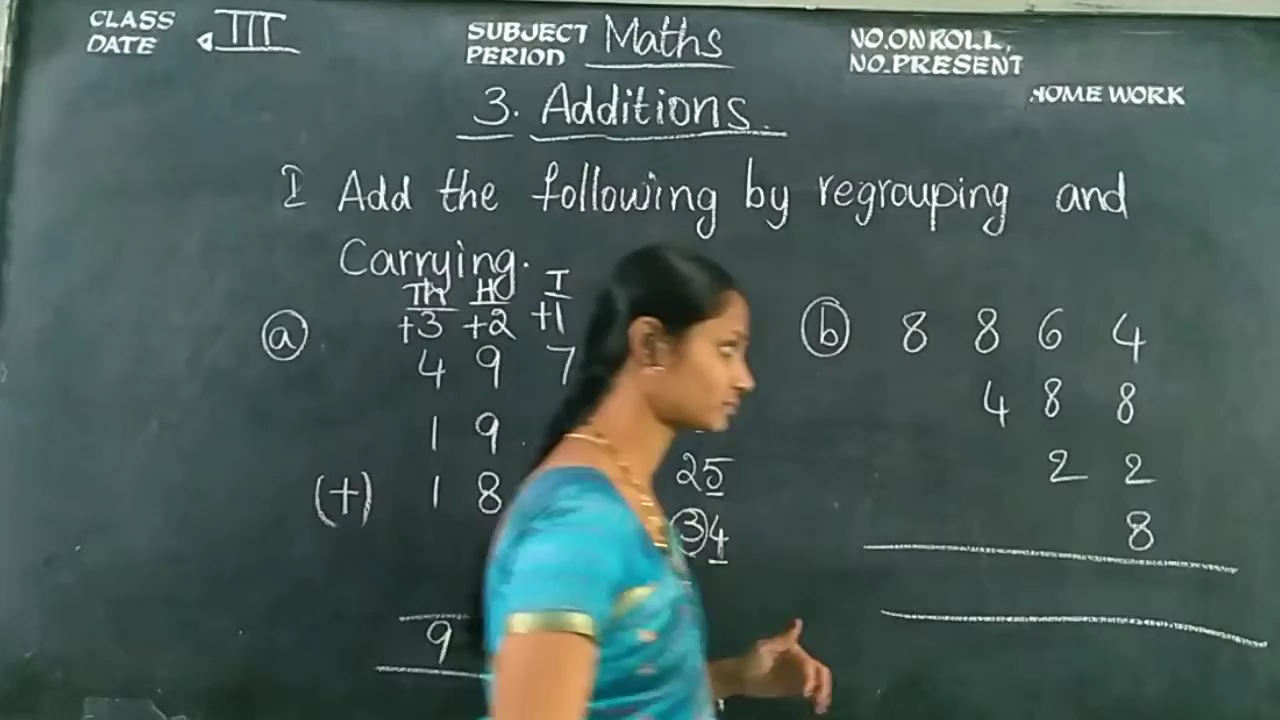 CLASS III SUBJECT Maths NO.ON ROLL,
DATE PERIOD NO.PRESENT
HOME WORK
3. Additions.
I Add the following by regrouping and
Carrying.
TH H T
+3 +2 +1
(a) 4 9 7 (b) 8 8 6 4
1 9 4 8 8
(+) 1 8 25 2 2
34 8
9